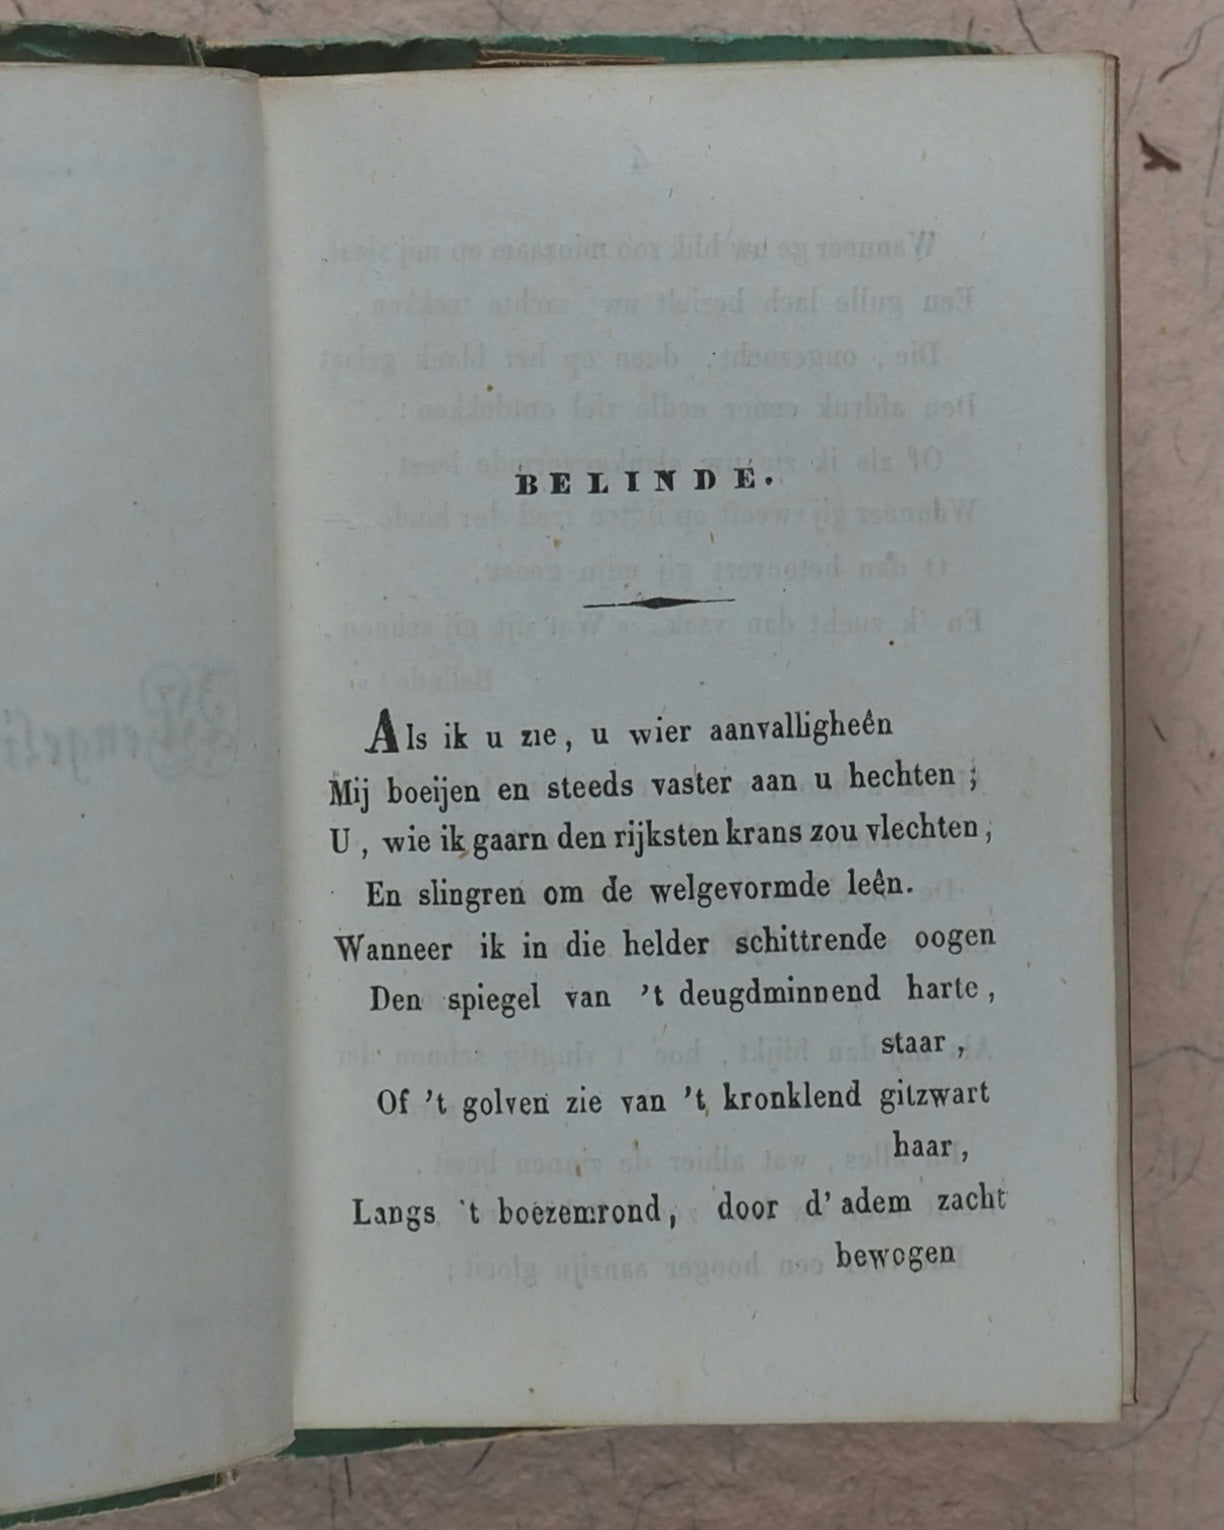 BELINDE.
Als ik u zie, u wier aanvalligheên
Mij boeijen en steeds vaster aan u hechten;
U, wie ik gaarn den rijksten krans zou vlechten,
En slingren om de welgevormde leên.
Wanneer ik in die helder schittrende oogen
Den spiegel van 't deugdminnend harte,
staar,
Of 't golven zie van 't kronklend gitzwart
haar,
Langs 't boezemrond, door d' adem zacht
bewogen